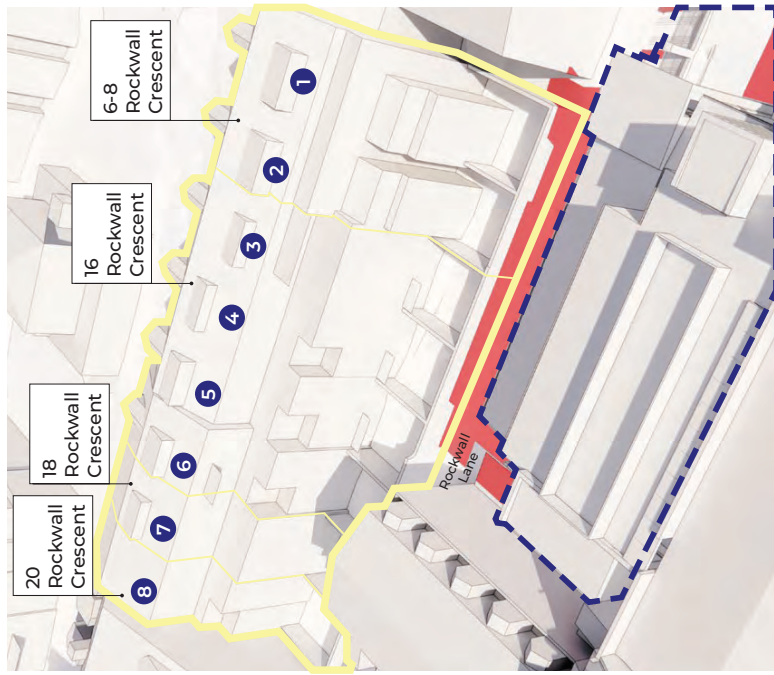 6-8
Rockwall
Crescent
16
Rockwall
Crescent
18
Rockwall
Crescent
20
Rockwall
Crescent
1
2
3
4
5
6
7
8
Rockwall
Lane